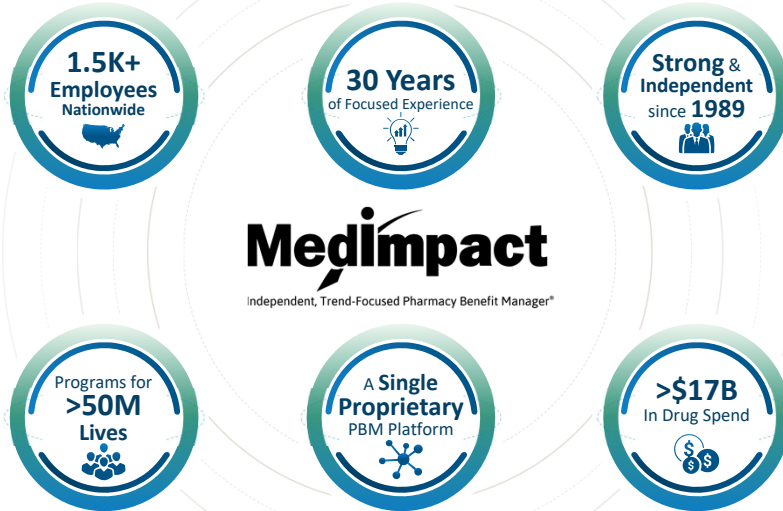 1.5K+
Employees
Nationwide
30 Years
of Focused Experience
Strong &
Independent
since 1989
MedImpact
Independent, Trend-Focused Pharmacy Benefit Manager®
Programs for
>50M
Lives
A Single
Proprietary
PBM Platform
>$17B
In Drug Spend
$
$
$